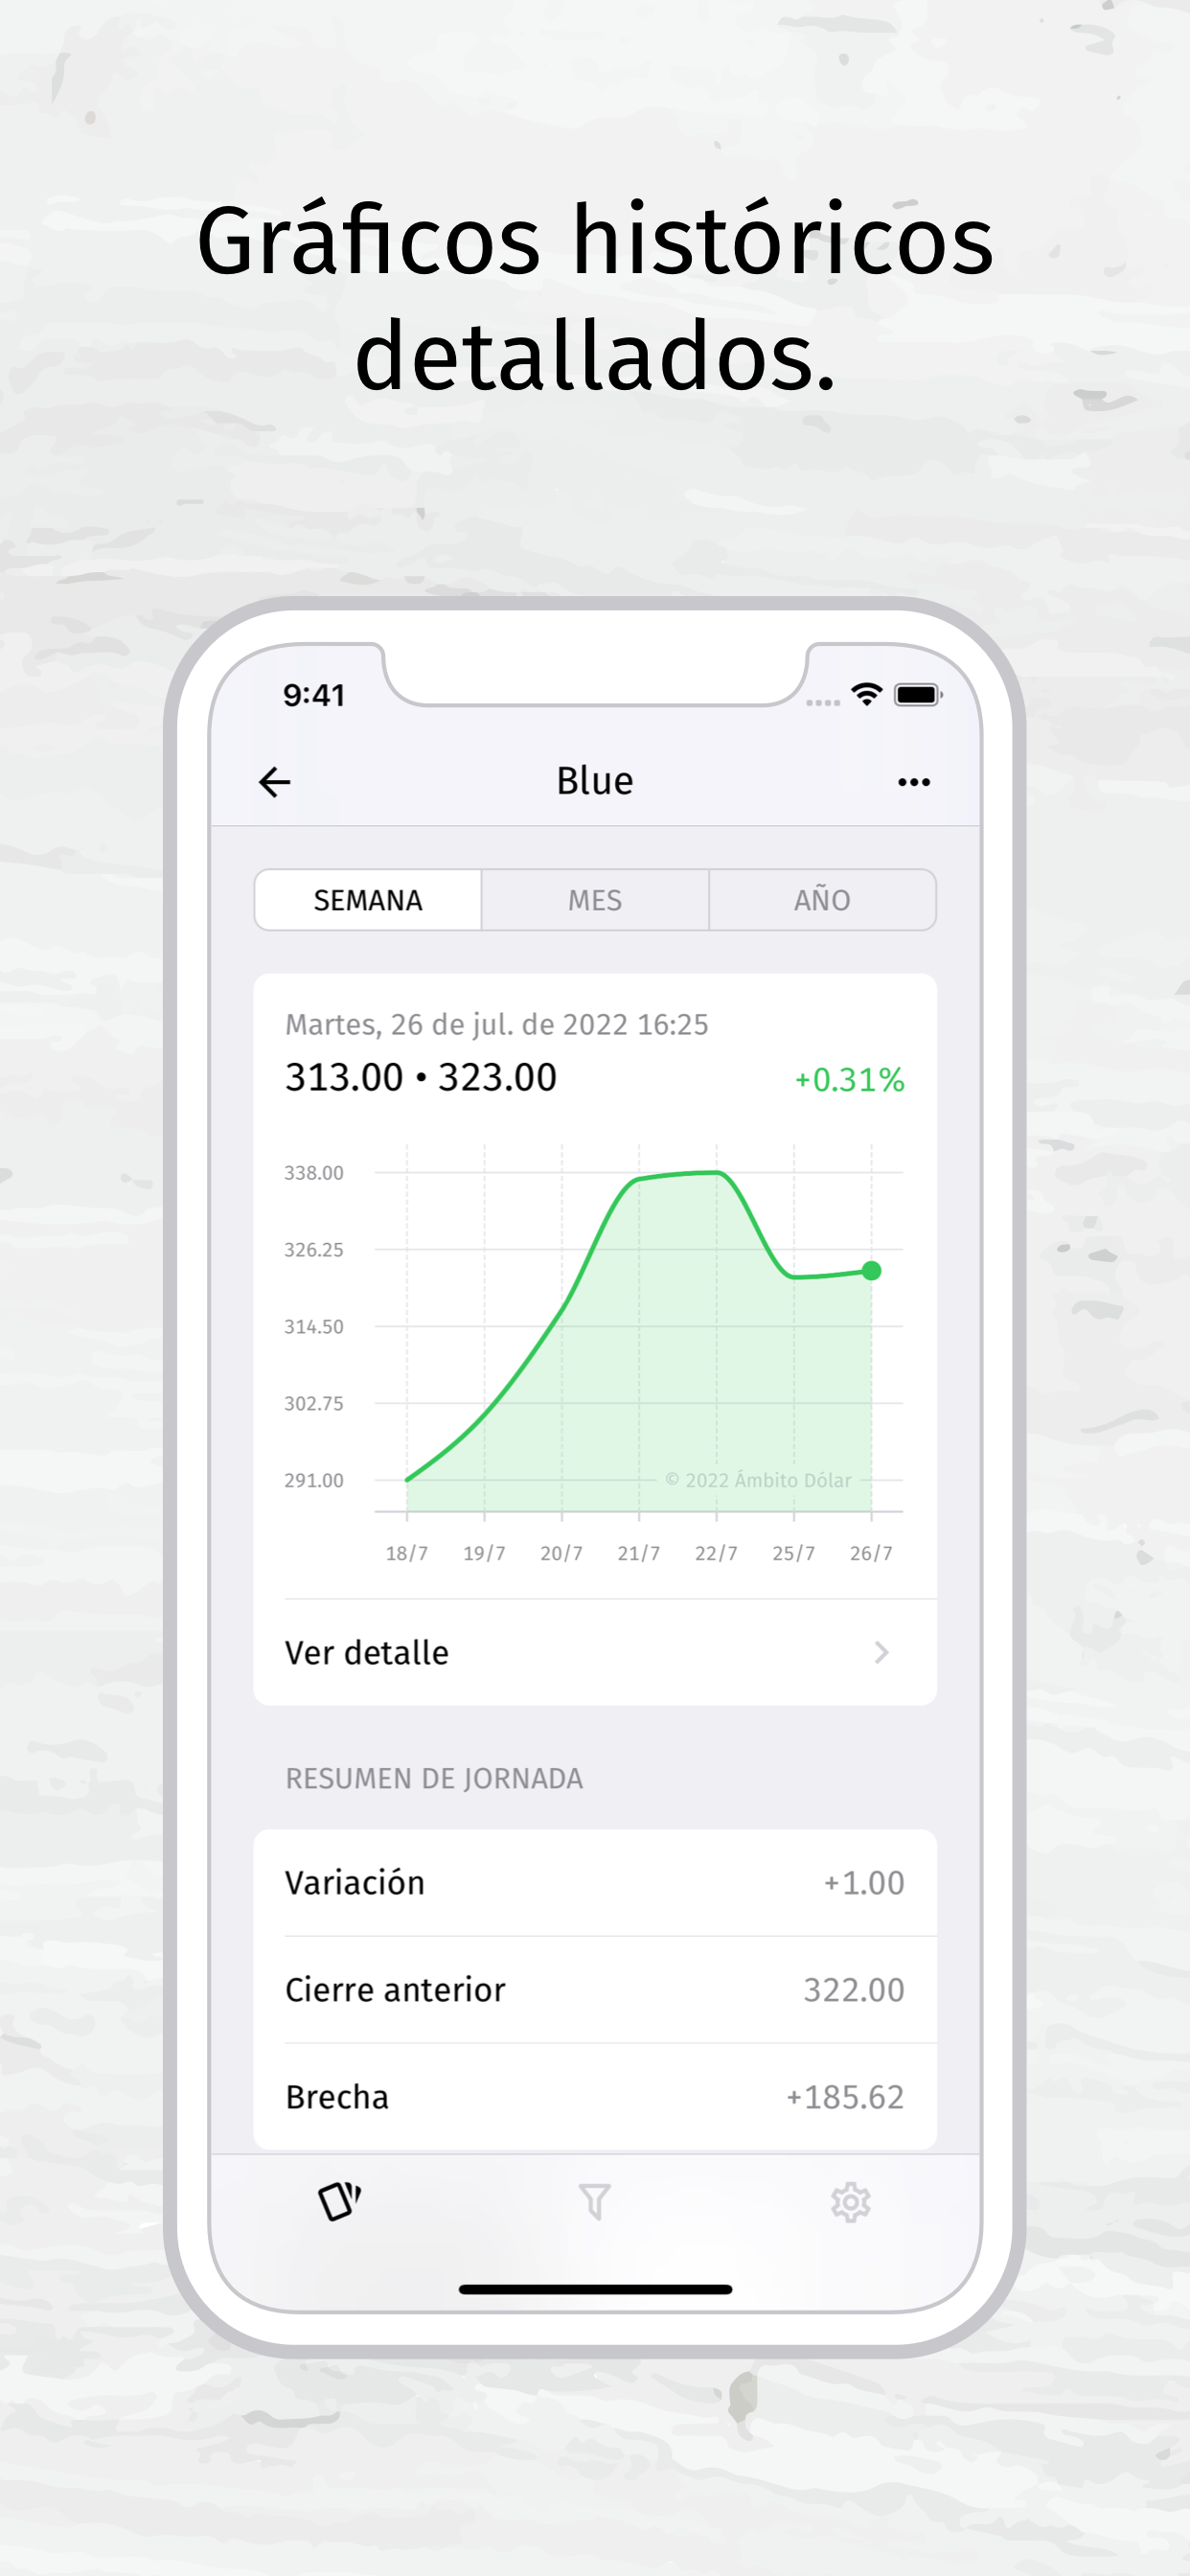 Gráficos históricos
detallados.
9:41
Blue
SEMANA MES AÑO
Martes, 26 de jul. de 2022 16:25
313.00 • 323.00 +0.31%
338.00
326.25
314.50
302.75
291.00
© 2022 Ámbito Dólar
18/7 19/7 20/7 21/7 22/7 25/7 26/7
Ver detalle
RESUMEN DE JORNADA
Variación +1.00
Cierre anterior 322.00
Brecha +185.62